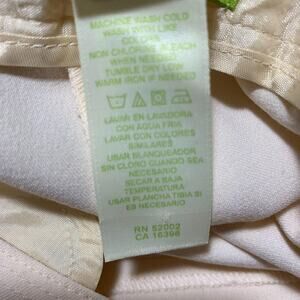 MACHINE WASH COLD
WASH WITH LIKE
COLORS
NON CHLORINE BLEACH
WHEN NEEDED
TUMBLE DRY LOW
WARM IRON IF NEEDED
LAVAR EN LAVADORA
CON AGUA FRIA
LAVAR CON COLORES
SIMILARES
USAR BLANQUEADOR
SIN CLORO CUANDO SEA
NECESARIO
SECAR A BAJA
TEMPERATURA
USAR PLANCHA TIBIA SI
ES NECESARIO
RN 52002
CA 16398